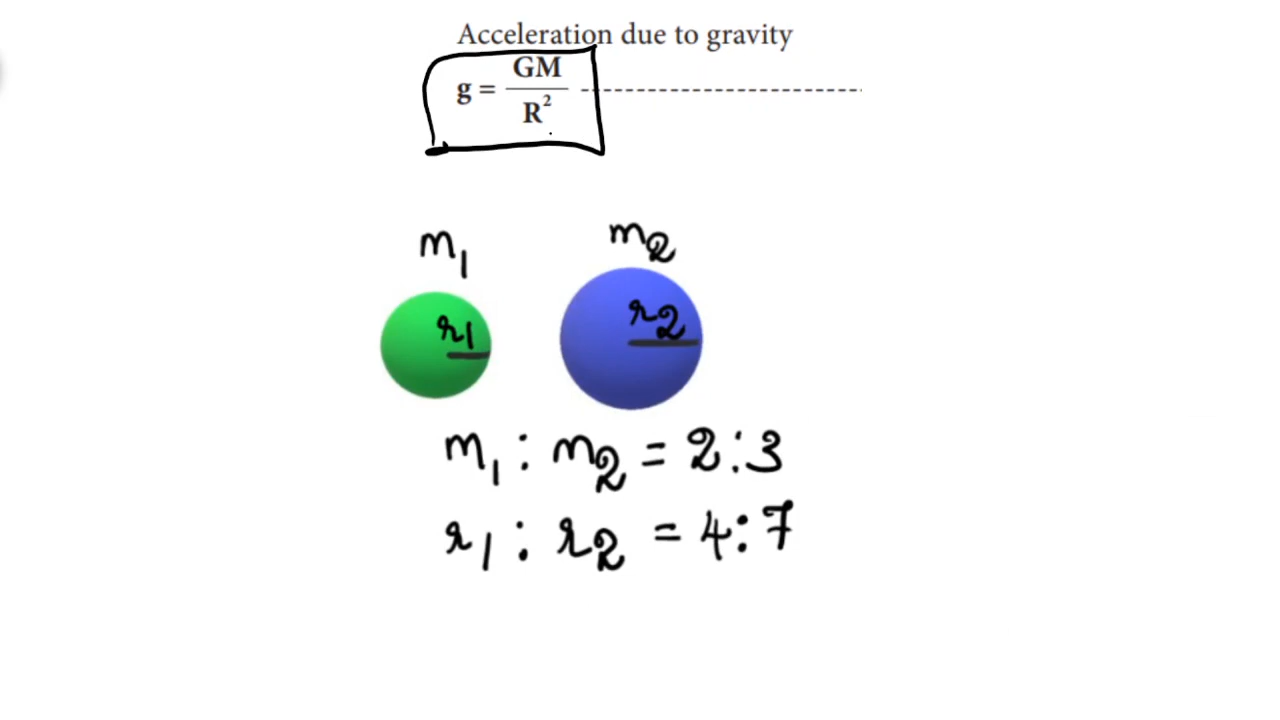 Acceleration due to gravity
g = GM / R²
m₁ m₂
r₁ r₂
m₁ : m₂ = 2:3
r₁ : r₂ = 4:7